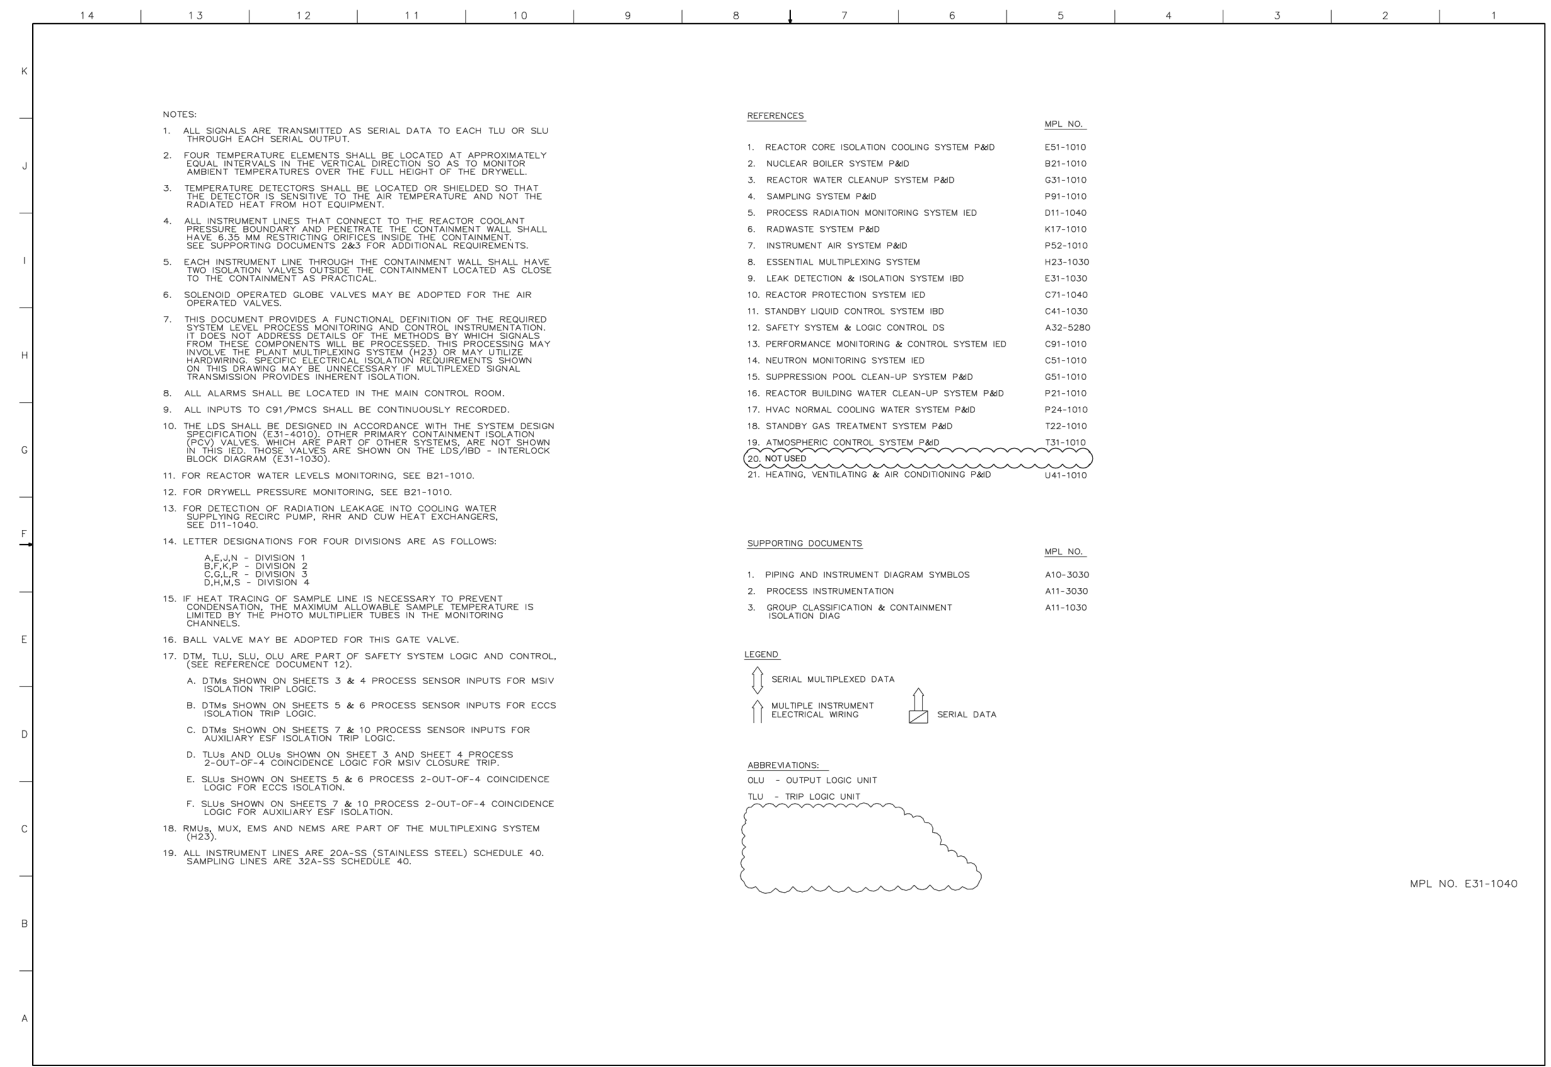 14 13 12 11 10 9 8 7 6 5 4 3 2 1
K
J
I
H
G
F
E
D
C
B
A
NOTES:
1. ALL SIGNALS ARE TRANSMITTED AS SERIAL DATA TO EACH TLU OR SLU
THROUGH EACH SERIAL OUTPUT.
2. FOUR TEMPERATURE ELEMENTS SHALL BE LOCATED AT APPROXIMATELY
EQUAL INTERVALS IN THE VERTICAL DIRECTION SO AS TO MONITOR
AMBIENT TEMPERATURES OVER THE FULL HEIGHT OF THE DRYWELL.
3. TEMPERATURE DETECTORS SHALL BE LOCATED OR SHIELDED SO THAT
THE DETECTOR IS SENSITIVE TO THE AIR TEMPERATURE AND NOT THE
RADIATED HEAT FROM HOT EQUIPMENT.
4. ALL INSTRUMENT LINES THAT CONNECT TO THE REACTOR COOLANT
PRESSURE BOUNDARY AND PENETRATE THE CONTAINMENT WALL SHALL
HAVE 6.35 MM RESTRICTING ORIFICES INSIDE THE CONTAINMENT.
SEE SUPPORTING DOCUMENTS 2&3 FOR ADDITIONAL REQUIREMENTS.
5. EACH INSTRUMENT LINE THROUGH THE CONTAINMENT WALL SHALL HAVE
TWO ISOLATION VALVES OUTSIDE THE CONTAINMENT LOCATED AS CLOSE
TO THE CONTAINMENT AS PRACTICAL.
6. SOLENOID OPERATED GLOBE VALVES MAY BE ADOPTED FOR THE AIR
OPERATED VALVES.
7. THIS DOCUMENT PROVIDES A FUNCTIONAL DEFINITION OF THE REQUIRED
SYSTEM LEVEL PROCESS MONITORING AND CONTROL INSTRUMENTATION.
IT DOES NOT ADDRESS DETAILS OF THE METHODS BY WHICH SIGNALS
FROM THESE COMPONENTS WILL BE PROCESSED. THIS PROCESSING MAY
INVOLVE THE PLANT MULTIPLEXING SYSTEM (H23) OR MAY UTILIZE
HARDWIRING. SPECIFIC ELECTRICAL ISOLATION REQUIREMENTS SHOWN
ON THIS DRAWING MAY BE UNNECESSARY IF MULTIPLEXED SIGNAL
TRANSMISSION PROVIDES INHERENT ISOLATION.
8. ALL ALARMS SHALL BE LOCATED IN THE MAIN CONTROL ROOM.
9. ALL INPUTS TO C91/PMCS SHALL BE CONTINUOUSLY RECORDED.
10. THE LDS SHALL BE DESIGNED IN ACCORDANCE WITH THE SYSTEM DESIGN
SPECIFICATION (E31-4010). OTHER PRIMARY CONTAINMENT ISOLATION
(PCV) VALVES. WHICH ARE PART OF OTHER SYSTEMS, ARE NOT SHOWN
IN THIS IED. THOSE VALVES ARE SHOWN ON THE LDS/IBD - INTERLOCK
BLOCK DIAGRAM (E31-1030).
11. FOR REACTOR WATER LEVELS MONITORING, SEE B21-1010.
12. FOR DRYWELL PRESSURE MONITORING, SEE B21-1010.
13. FOR DETECTION OF RADIATION LEAKAGE INTO COOLING WATER
SUPPLYING RECIRC PUMP, RHR AND CUW HEAT EXCHANGERS,
SEE D11-1040.
14. LETTER DESIGNATIONS FOR FOUR DIVISIONS ARE AS FOLLOWS:
A,E,J,N - DIVISION 1
B,F,K,P - DIVISION 2
C,G,L,R - DIVISION 3
D,H,M,S - DIVISION 4
15. IF HEAT TRACING OF SAMPLE LINE IS NECESSARY TO PREVENT
CONDENSATION, THE MAXIMUM ALLOWABLE SAMPLE TEMPERATURE IS
LIMITED BY THE PHOTO MULTIPLIER TUBES IN THE MONITORING
CHANNELS.
16. BALL VALVE MAY BE ADOPTED FOR THIS GATE VALVE.
17. DTM, TLU, SLU, OLU ARE PART OF SAFETY SYSTEM LOGIC AND CONTROL,
(SEE REFERENCE DOCUMENT 12).
A. DTMs SHOWN ON SHEETS 3 & 4 PROCESS SENSOR INPUTS FOR MSIV
ISOLATION TRIP LOGIC.
B. DTMs SHOWN ON SHEETS 5 & 6 PROCESS SENSOR INPUTS FOR ECCS
ISOLATION TRIP LOGIC.
C. DTMs SHOWN ON SHEETS 7 & 10 PROCESS SENSOR INPUTS FOR
AUXILIARY ESF ISOLATION TRIP LOGIC.
D. TLUs AND OLUs SHOWN ON SHEET 3 AND SHEET 4 PROCESS
2-OUT-OF-4 COINCIDENCE LOGIC FOR MSIV CLOSURE TRIP.
E. SLUs SHOWN ON SHEETS 5 & 6 PROCESS 2-OUT-OF-4 COINCIDENCE
LOGIC FOR ECCS ISOLATION.
F. SLUs SHOWN ON SHEETS 7 & 10 PROCESS 2-OUT-OF-4 COINCIDENCE
LOGIC FOR AUXILIARY ESF ISOLATION.
18. RMUs, MUX, EMS AND NEMS ARE PART OF THE MULTIPLEXING SYSTEM
(H23).
19. ALL INSTRUMENT LINES ARE 20A-SS (STAINLESS STEEL) SCHEDULE 40.
SAMPLING LINES ARE 32A-SS SCHEDULE 40.
REFERENCES
MPL NO.
1. REACTOR CORE ISOLATION COOLING SYSTEM P&ID E51-1010
2. NUCLEAR BOILER SYSTEM P&ID B21-1010
3. REACTOR WATER CLEANUP SYSTEM P&ID G31-1010
4. SAMPLING SYSTEM P&ID P91-1010
5. PROCESS RADIATION MONITORING SYSTEM IED D11-1040
6. RADWASTE SYSTEM P&ID K17-1010
7. INSTRUMENT AIR SYSTEM P&ID P52-1010
8. ESSENTIAL MULTIPLEXING SYSTEM H23-1030
9. LEAK DETECTION & ISOLATION SYSTEM IBD E31-1030
10. REACTOR PROTECTION SYSTEM IED C71-1040
11. STANDBY LIQUID CONTROL SYSTEM IBD C41-1030
12. SAFETY SYSTEM & LOGIC CONTROL DS A32-5280
13. PERFORMANCE MONITORING & CONTROL SYSTEM IED C91-1010
14. NEUTRON MONITORING SYSTEM IED C51-1010
15. SUPPRESSION POOL CLEAN-UP SYSTEM P&ID G51-1010
16. REACTOR BUILDING WATER CLEAN-UP SYSTEM P&ID P21-1010
17. HVAC NORMAL COOLING WATER SYSTEM P&ID P24-1010
18. STANDBY GAS TREATMENT SYSTEM P&ID T22-1010
19. ATMOSPHERIC CONTROL SYSTEM P&ID T31-1010
20. NOT USED
21. HEATING, VENTILATING & AIR CONDITIONING P&ID U41-1010
SUPPORTING DOCUMENTS
MPL NO.
1. PIPING AND INSTRUMENT DIAGRAM SYMBLOS A10-3030
2. PROCESS INSTRUMENTATION A11-3030
3. GROUP CLASSIFICATION & CONTAINMENT A11-1030
ISOLATION DIAG
LEGEND
SERIAL MULTIPLEXED DATA
MULTIPLE INSTRUMENT
ELECTRICAL WIRING
SERIAL DATA
ABBREVIATIONS:
OLU - OUTPUT LOGIC UNIT
TLU - TRIP LOGIC UNIT
MPL NO. E31-1040